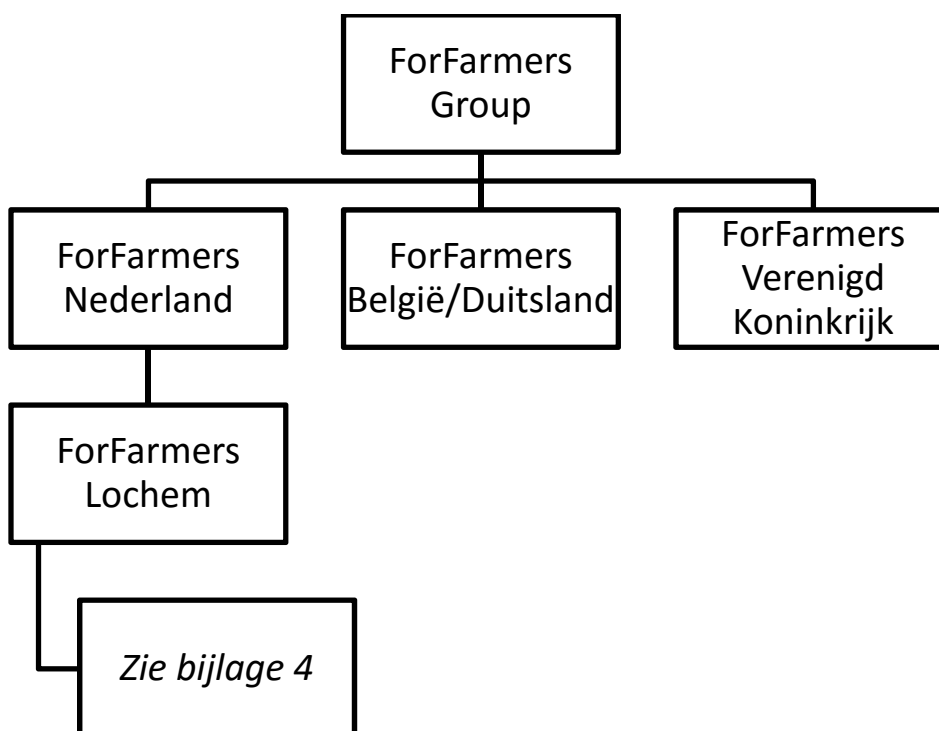 ForFarmers
Group
ForFarmers
Nederland
ForFarmers
België/Duitsland
ForFarmers
Verenigd
Koninkrijk
ForFarmers
Lochem
Zie bijlage 4